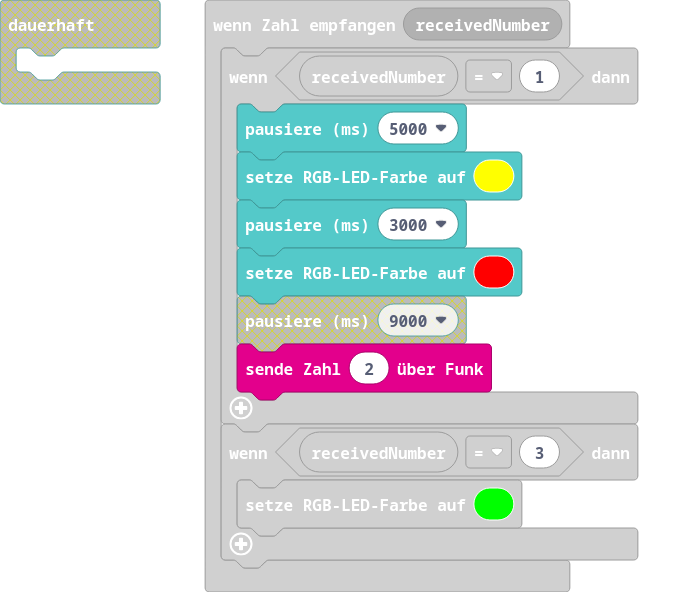 dauerhaft
wenn Zahl empfangen receivedNumber
wenn receivedNumber = 1 dann
pausiere (ms) 5000
setze RGB-LED-Farbe auf
pausiere (ms) 3000
setze RGB-LED-Farbe auf
pausiere (ms) 9000
sende Zahl 2 über Funk
wenn receivedNumber = 3 dann
setze RGB-LED-Farbe auf